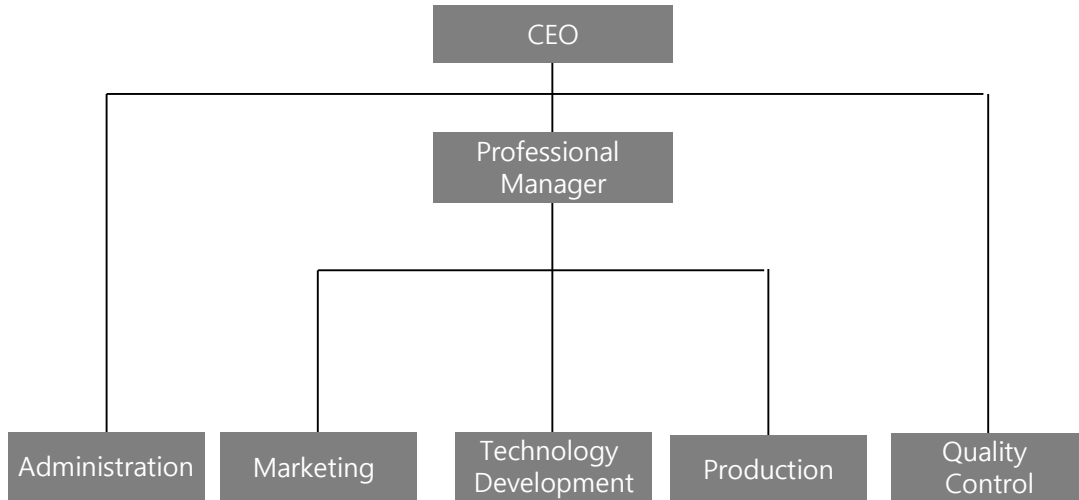 CEO
Professional
Manager
Administration
Marketing
Technology
Development
Production
Quality
Control